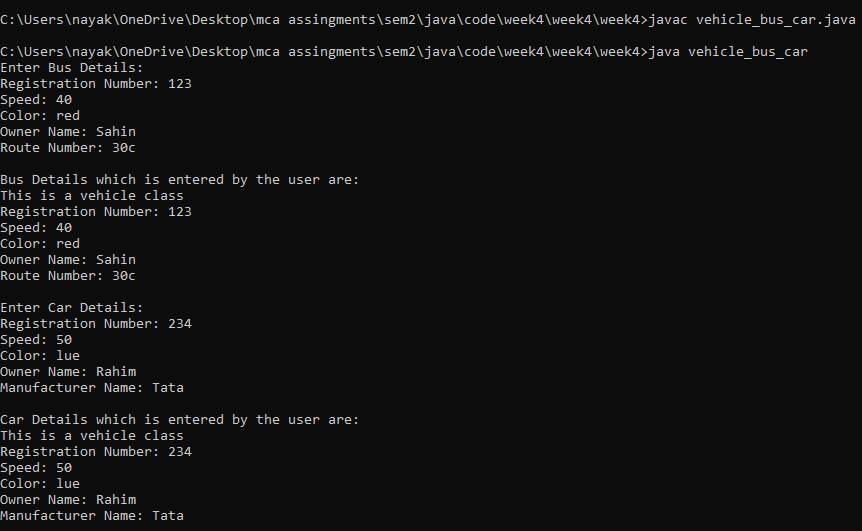 C:\Users\nayak\OneDrive\Desktop\mca assingments\sem2\java\code\week4\week4\week4>javac vehicle_bus_car.java
C:\Users\nayak\OneDrive\Desktop\mca assingments\sem2\java\code\week4\week4\week4>java vehicle_bus_car
Enter Bus Details:
Registration Number: 123
Speed: 40
Color: red
Owner Name: Sahin
Route Number: 30c
Bus Details which is entered by the user are:
This is a vehicle class
Registration Number: 123
Speed: 40
Color: red
Owner Name: Sahin
Route Number: 30c
Enter Car Details:
Registration Number: 234
Speed: 50
Color: lue
Owner Name: Rahim
Manufacturer Name: Tata
Car Details which is entered by the user are:
This is a vehicle class
Registration Number: 234
Speed: 50
Color: lue
Owner Name: Rahim
Manufacturer Name: Tata